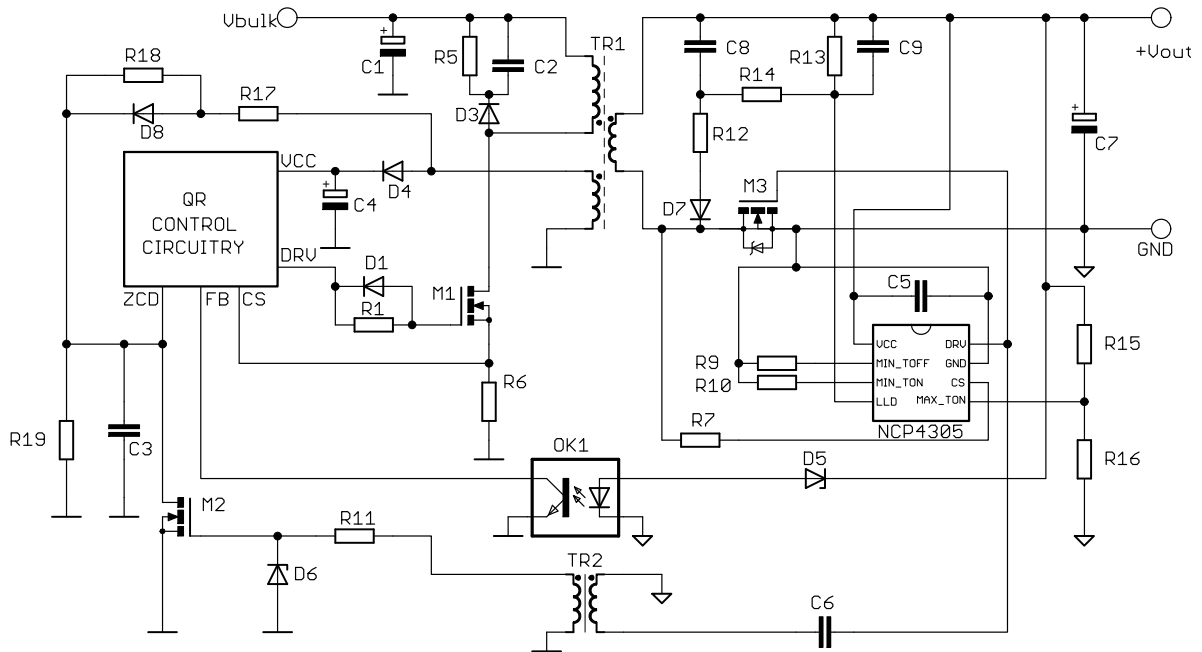 Vbulk
C1
R5
C2
TR1
C8
R13
C9
+Vout
R18
R14
D8
R17
D3
R12
C7
VCC
D4
M3
QR
CONTROL
CIRCUITRY
C4
D7
GND
DRV
D1
M1
C5
ZCD
FB
CS
R1
VCC
DRV
R15
R9
MIN_TOFF
GND
R10
MIN_TON
CS
R6
LLD
MAX_TON
R7
NCP4305
R19
C3
OK1
D5
R16
M2
R11
D6
TR2
C6